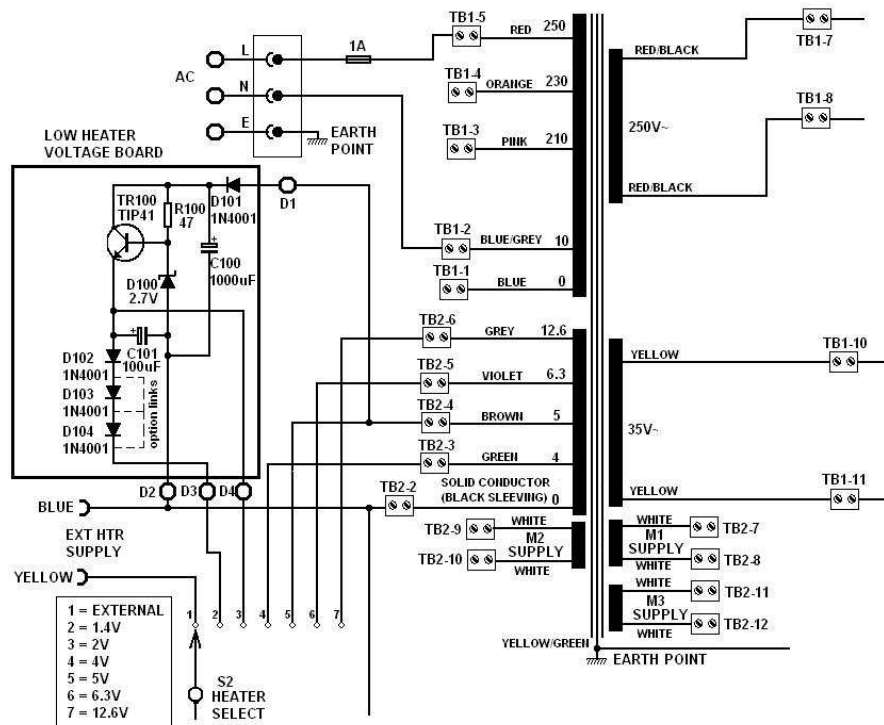 TB1-5
RED
250
L
1A
AC
TB1-4
ORANGE
230
N
E
EARTH
POINT
TB1-3
PINK
210
RED/BLACK
TB1-7
TB1-8
250V~
RED/BLACK
LOW HEATER
VOLTAGE BOARD
TR100
TIP41
R100
47
D101
1N4001
D1
C100
1000uF
D100
2.7V
TB1-2
BLUE/GREY
10
TB1-1
BLUE
0
C101
100uF
D102
1N4001
D103
1N4001
D104
1N4001
option links
TB2-6
GREY
12.6
TB2-5
VIOLET
6.3
TB2-4
BROWN
5
TB2-3
GREEN
4
SOLID CONDUCTOR
(BLACK SLEEVING)
0
TB2-2
YELLOW
TB1-10
35V~
YELLOW
TB1-11
D2
D3
D4
BLUE
EXT HTR
SUPPLY
YELLOW
TB2-9
WHITE
M2
SUPPLY
TB2-10
WHITE
WHITE
TB2-7
M1
SUPPLY
WHITE
TB2-8
WHITE
TB2-11
M3
SUPPLY
WHITE
TB2-12
1
2
3
4
5
6
7
1 = EXTERNAL
2 = 1.4V
3 = 2V
4 = 4V
5 = 5V
6 = 6.3V
7 = 12.6V
S2
HEATER
SELECT
YELLOW/GREEN
EARTH POINT